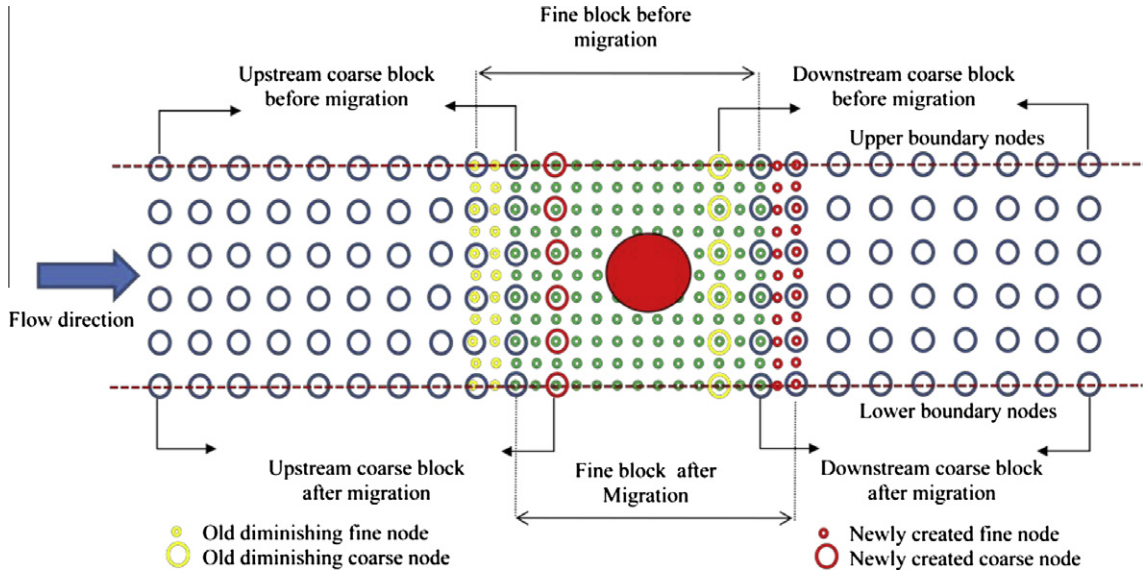 Fine block before
migration
Upstream coarse block
before migration
Downstream coarse block
before migration
Upper boundary nodes
Flow direction
Lower boundary nodes
Upstream coarse block
after migration
Fine block after
Migration
Downstream coarse block
after migration
Old diminishing fine node
Old diminishing coarse node
Newly created fine node
Newly created coarse node